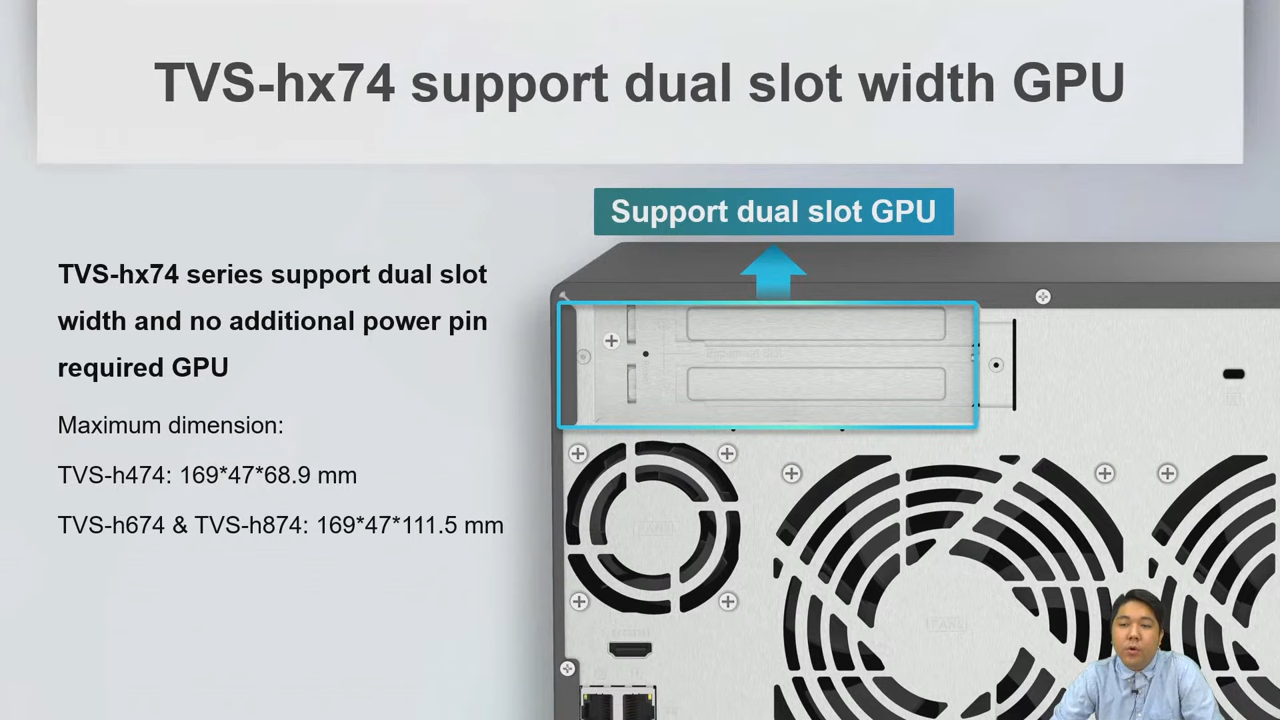 TVS-hx74 support dual slot width GPU
Support dual slot GPU
TVS-hx74 series support dual slot
width and no additional power pin
required GPU
Maximum dimension:
TVS-h474: 169*47*68.9 mm
TVS-h674 & TVS-h874: 169*47*111.5 mm